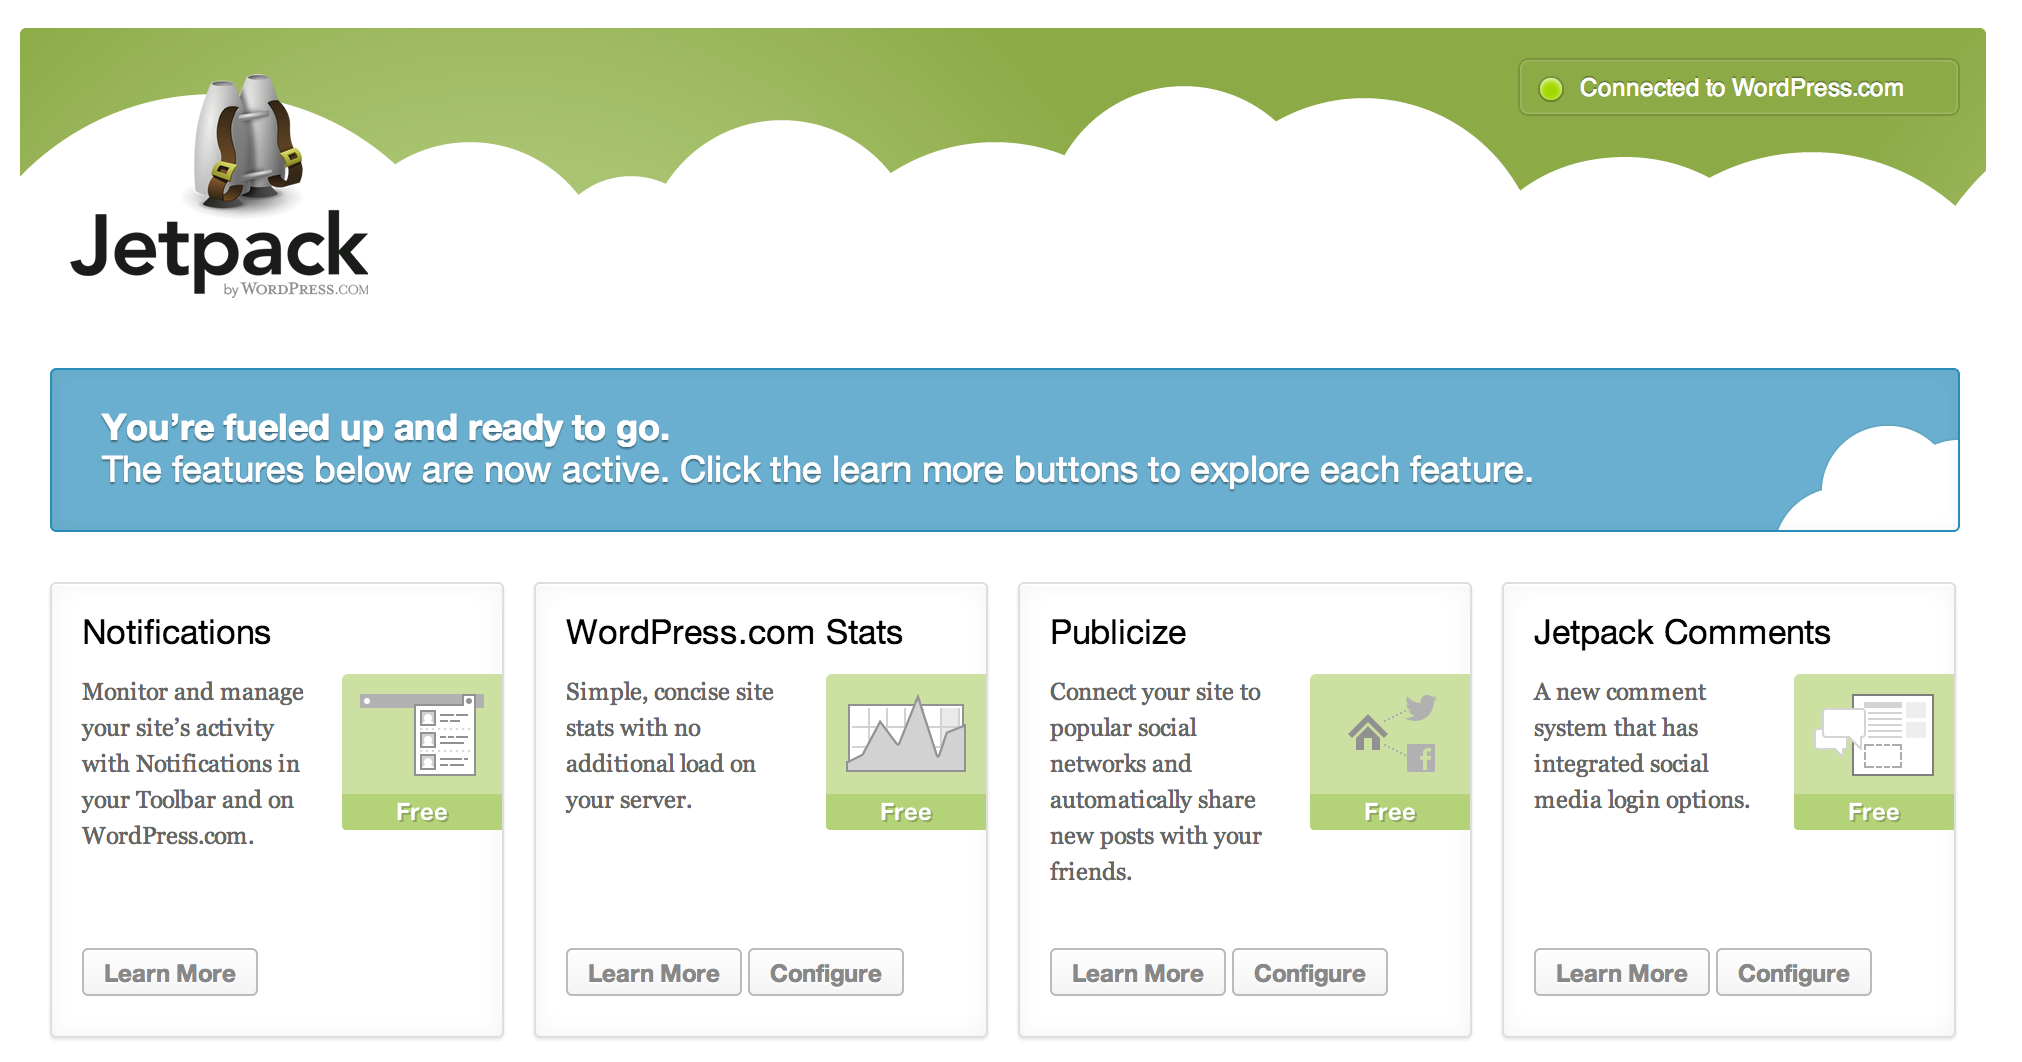 Connected to WordPress.com
Jetpack
by WORDPRESS.COM
You’re fueled up and ready to go.
The features below are now active. Click the learn more buttons to explore each feature.
Notifications
Monitor and manage
your site’s activity
with Notifications in
your Toolbar and on
WordPress.com.
Free
Learn More
WordPress.com Stats
Simple, concise site
stats with no
additional load on
your server.
Free
Learn More
Configure
Publicize
Connect your site to
popular social
networks and
automatically share
new posts with your
friends.
Free
Learn More
Configure
Jetpack Comments
A new comment
system that has
integrated social
media login options.
Free
Learn More
Configure